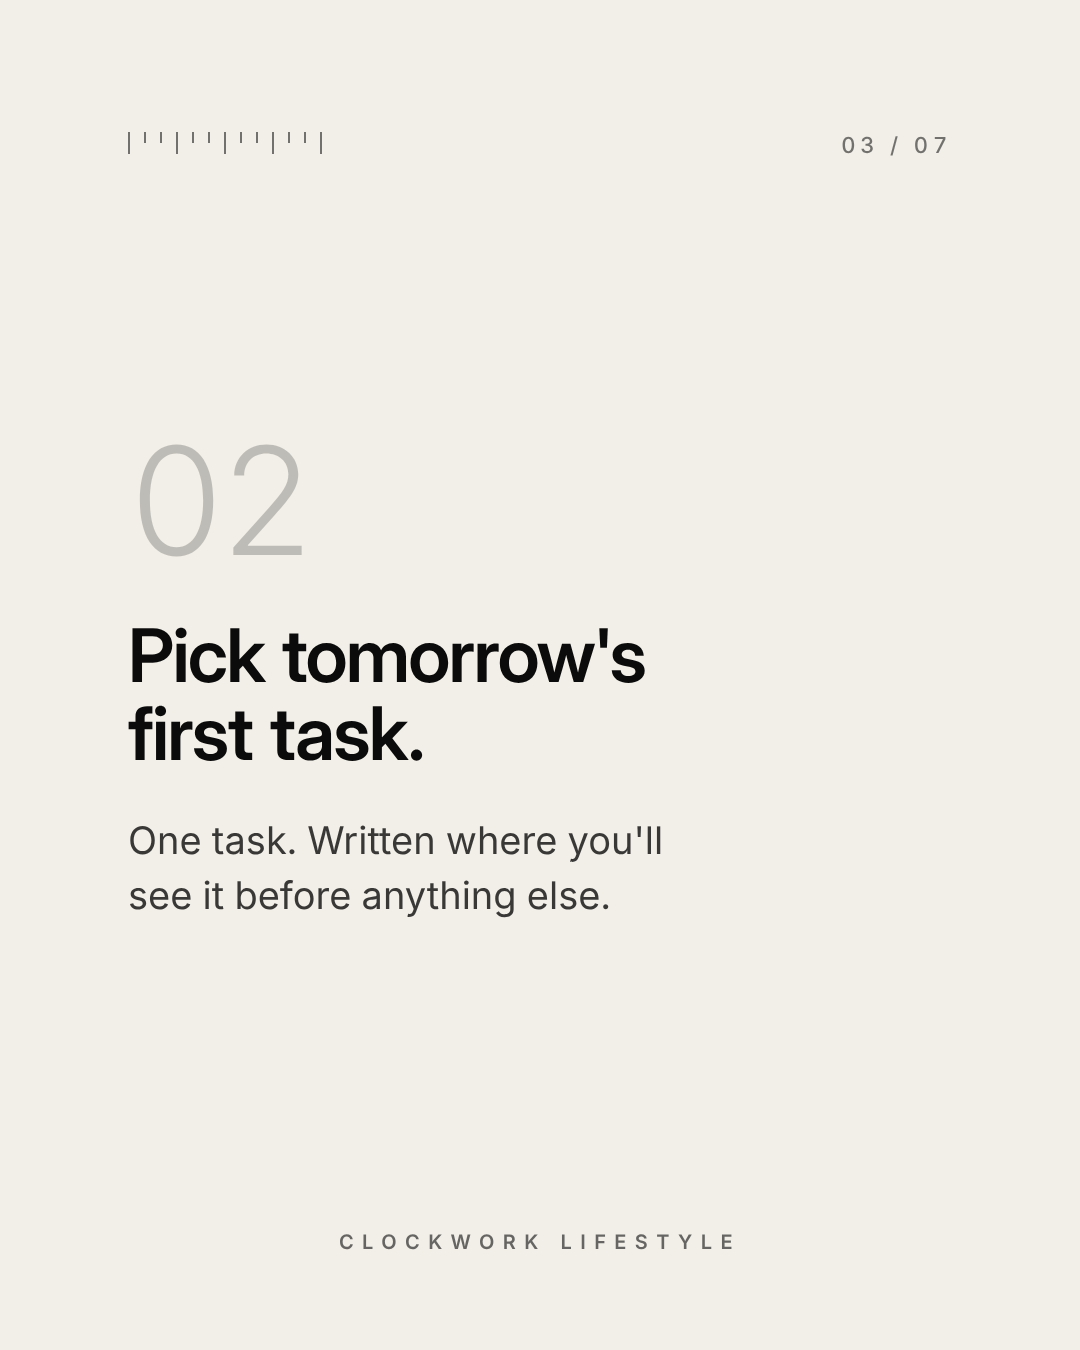 03 / 07
02
Pick tomorrow's
first task.
One task. Written where you'll
see it before anything else.
CLOCKWORK LIFESTYLE